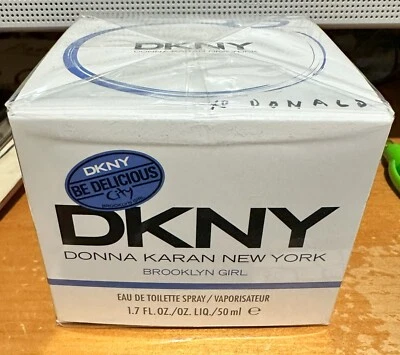 DKNY
TO DONALD
DKNY
BE DELICIOUS
City
DKNY
DONNA KARAN NEW YORK
BROOKLYN GIRL
EAU DE TOILETTE SPRAY/VAPORISATEUR
1.7 FL.OZ./OZ. LIQ./50 ml e